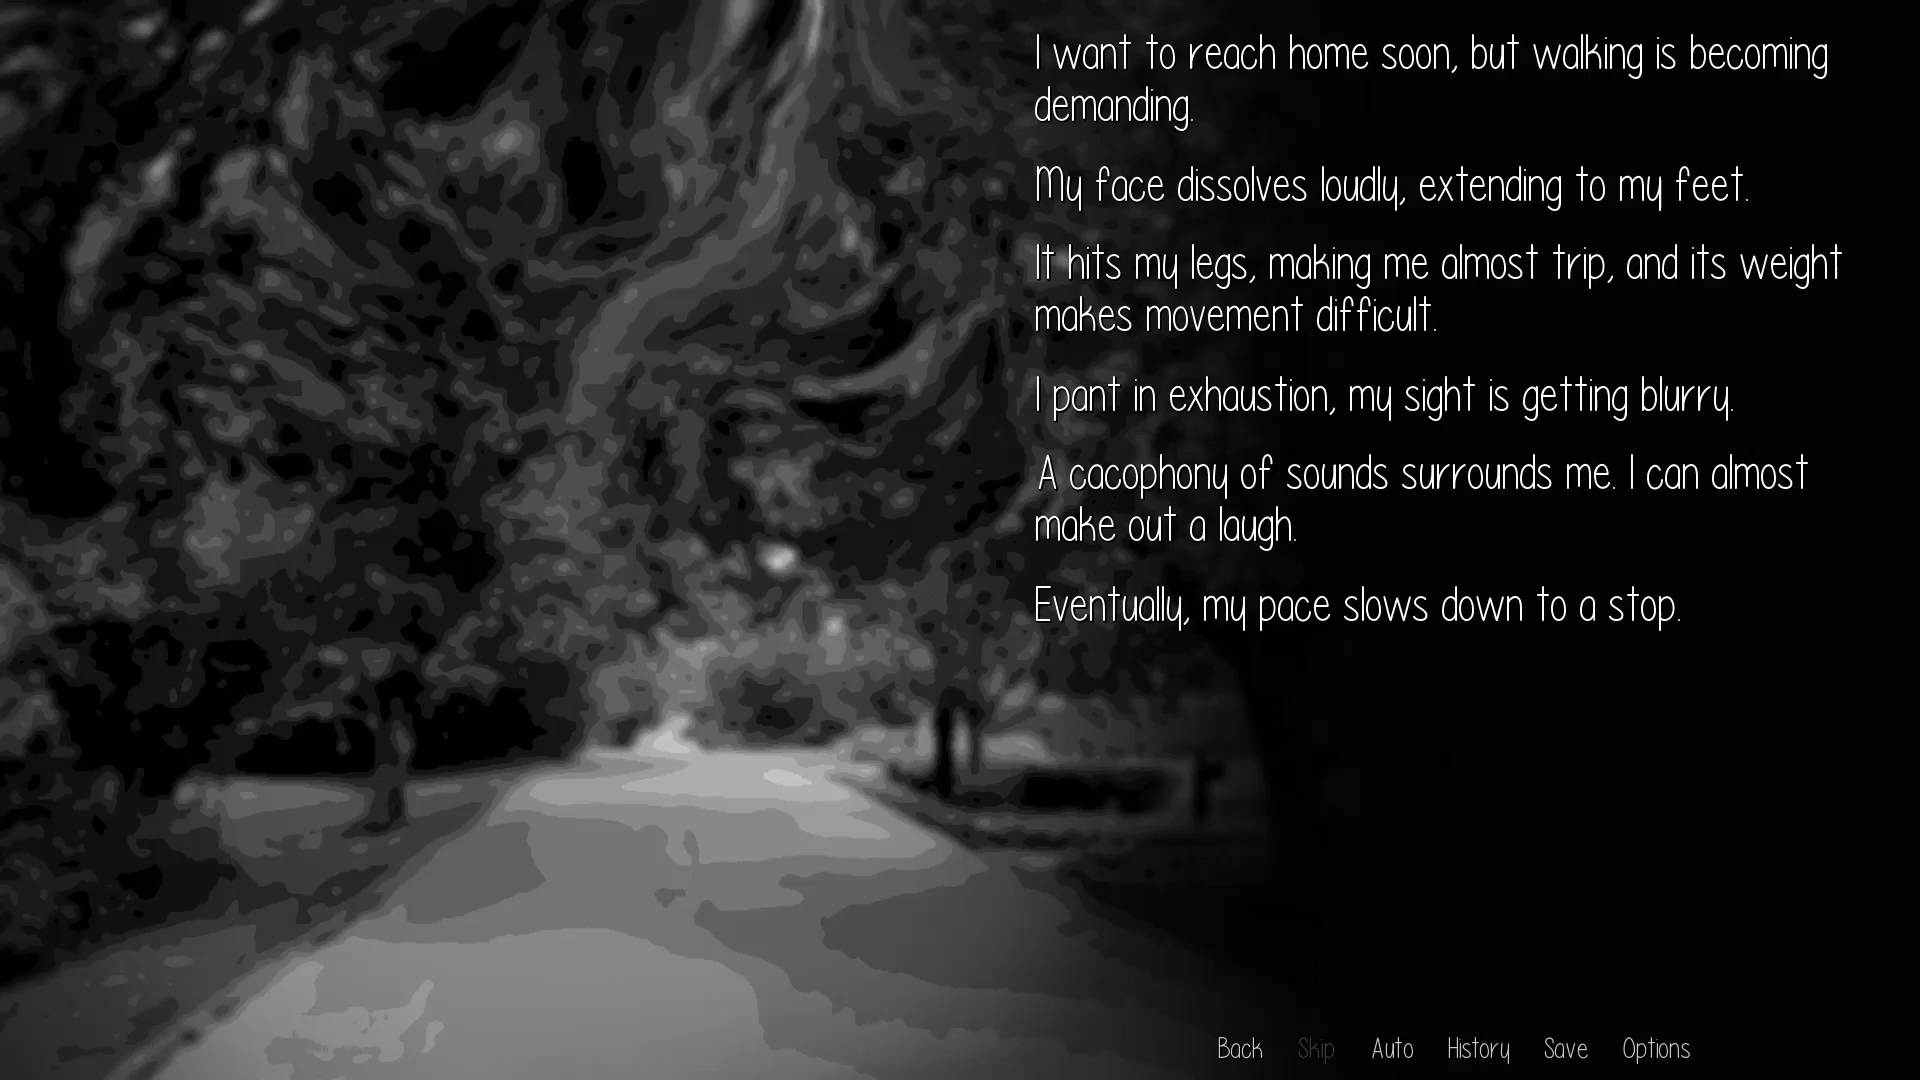 I want to reach home soon, but walking is becoming
demanding.
My face dissolves loudly, extending to my feet.
It hits my legs, making me almost trip, and its weight
makes movement difficult.
I pant in exhaustion, my sight is getting blurry.
A cacophony of sounds surrounds me. I can almost
make out a laugh.
Eventually, my pace slows down to a stop.
Back Skip Auto History Save Options